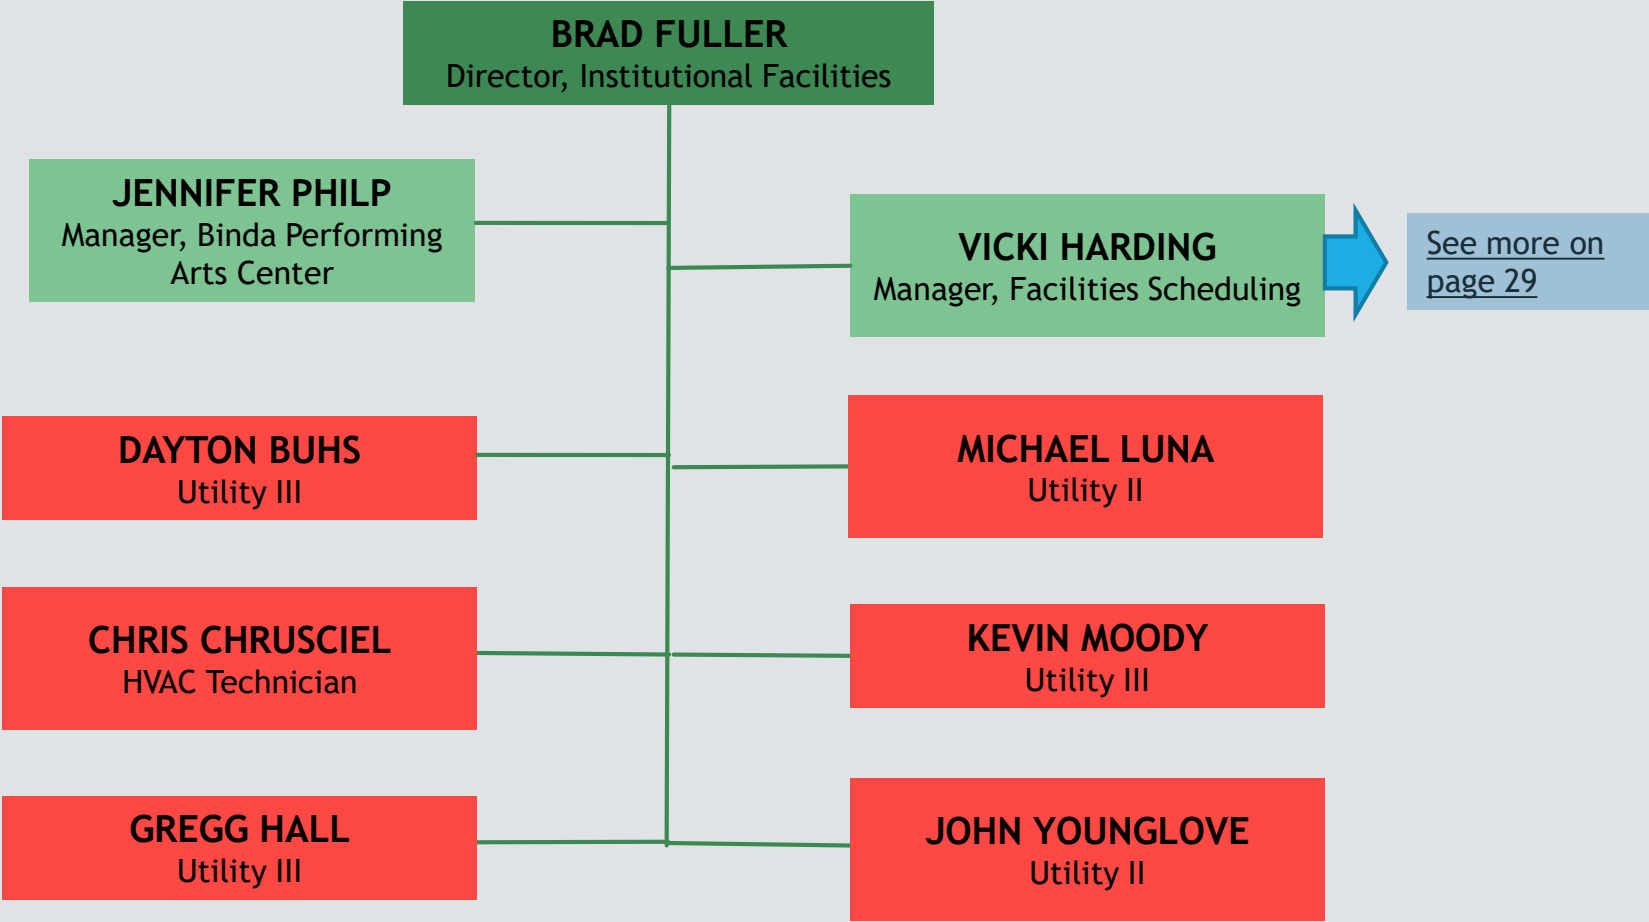 BRAD FULLER
Director, Institutional Facilities
JENNIFER PHILP
Manager, Binda Performing
Arts Center
VICKI HARDING
Manager, Facilities Scheduling
See more on
page 29
DAYTON BUHS
Utility III
MICHAEL LUNA
Utility II
CHRIS CHRUSCIEL
HVAC Technician
KEVIN MOODY
Utility III
GREGG HALL
Utility III
JOHN YOUNGLOVE
Utility II